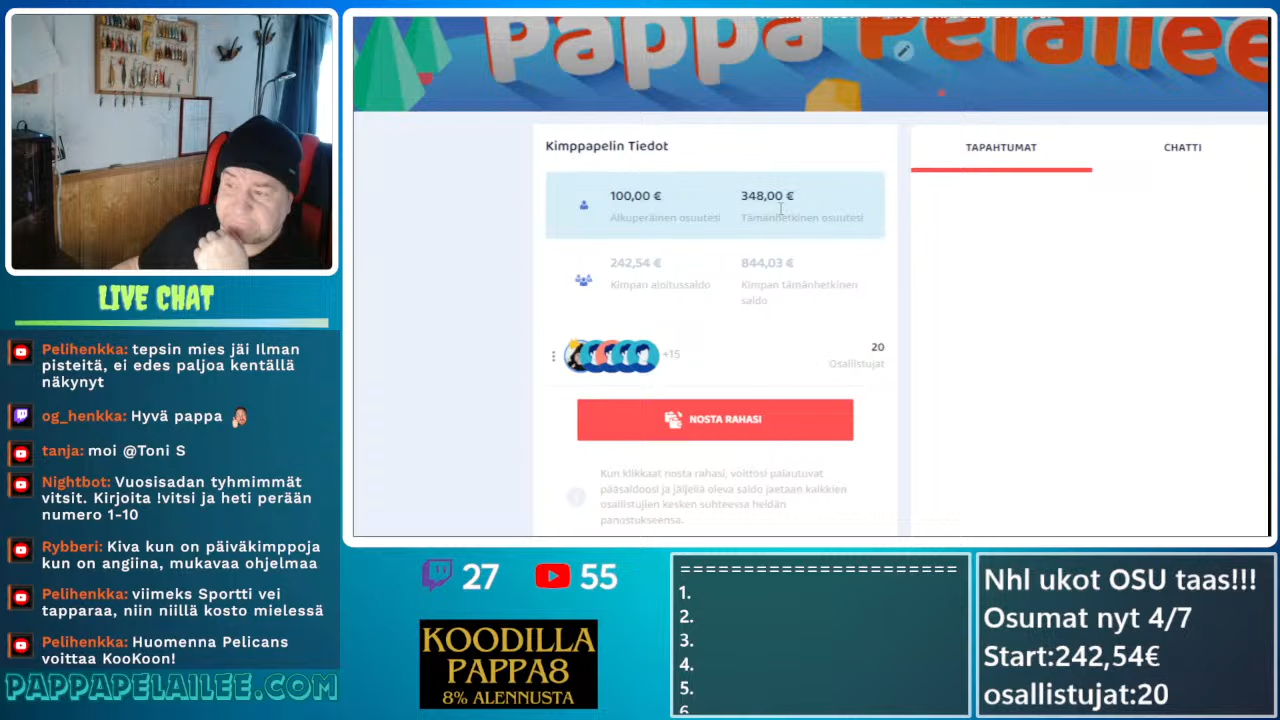 Pappa Pelailee
Kimppapelin Tiedot
100,00 €
348,00 €
Alkuperäinen osuutesi
Tämänhetkinen osuutesi
242,54 €
844,03 €
Kimpan aloitussaldo
Kimpan tämänhetkinen
saldo
+15
20
Osallistujat
NOSTA RAHASI
Kun klikkaat nosta rahasi, voittosi palautuvat
pääsaldoosi ja jäljellä oleva saldo jaetaan kaikkien
osallistujien kesken suhteessa heidän
panostukseensa.
TAPAHTUMAT
CHATTI
LIVE CHAT
Pelihenkka: tepsin mies jäi Ilman
pisteitä, ei edes paljoa kentällä
näkynyt
og_henkka: Hyvä pappa
tanja: moi @Toni S
Nightbot: Vuosisadan tyhmimmät
vitsit. Kirjoita !vitsi ja heti perään
numero 1-10
Rybberi: Kiva kun on päiväkimppoja
kun on angiina, mukavaa ohjelmaa
Pelihenkka: viimeks Sportti vei
tapparaa, niin niillä kosto mielessä
Pelihenkka: Huomenna Pelicans
voittaa KooKoon!
PAPPAPELAILEE.COM
27
55
KOODILLA
PAPPA8
8% ALENNUSTA
=====================
1.
2.
3.
4.
5.
6.
Nhl ukot OSU taas!!!
Osumat nyt 4/7
Start:242,54€
osallistujat:20